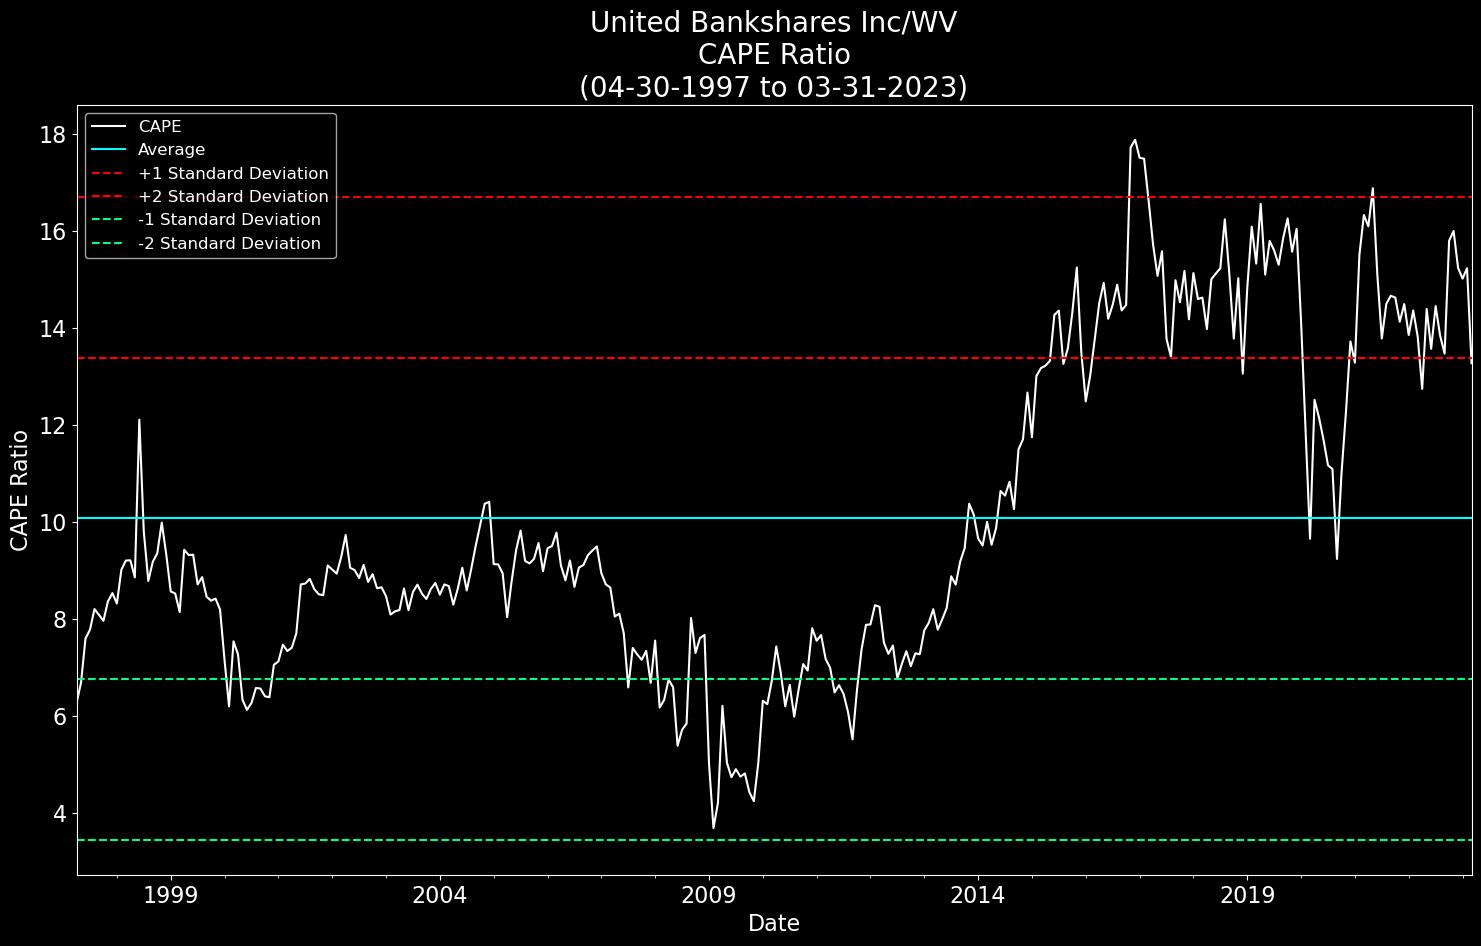 United Bankshares Inc/WV
CAPE Ratio
(04-30-1997 to 03-31-2023)
CAPE
Average
+1 Standard Deviation
+2 Standard Deviation
-1 Standard Deviation
-2 Standard Deviation
18
16
14
12
10
8
6
4
CAPE Ratio
1999 2004 2009 2014 2019
Date